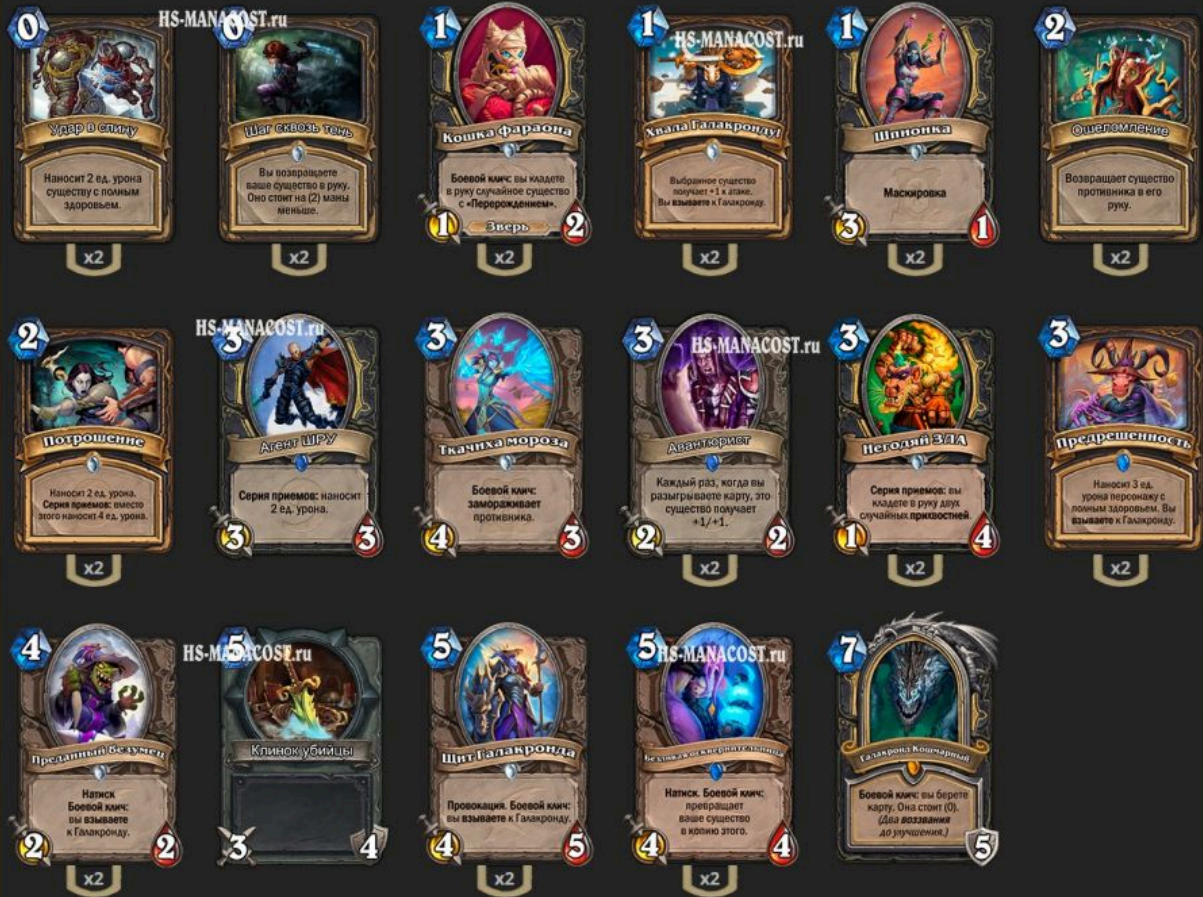 HS-MANACOST.ru
0
Удар в спину
Наносит 2 ед. урона
существу с полным
здоровьем.
x2
0
Шаг сквозь тень
Вы возвращаете
ваше существо в руку.
Оно стоит на (2) маны
меньше.
x2
1
Кошка фараона
Боевой клич: вы кладете
в руку случайное существо
с «Перерождением».
1
Зверь
2
x2
HS-MANACOST.ru
1
Хвала Галакронду!
Выбранное существо
получает +1 к атаке.
Вы взываете к Галакронду.
x2
1
Шпионка
Маскировка
3
1
x2
2
Ошеломление
Возвращает существо
противника в его
руку.
x2
2
Потрошение
Наносит 2 ед. урона.
Серия приемов: вместо
этого наносит 4 ед. урона.
x2
HS-MANACOST.ru
3
Агент ШРУ
Серия приемов: наносит
2 ед. урона.
3
3
3
Ткачиха мороза
Боевой клич:
замораживает
противника.
4
3
HS-MANACOST.ru
3
Авантюрист
Каждый раз, когда вы
разыгрываете карту, это
существо получает
+1/+1.
2
2
x2
3
Негодяй ЗЛА
Серия приемов: вы
кладете в руку двух
случайных прихвостней.
1
4
x2
3
Предрешенность
Наносит 3 ед.
урона персонажу с
полным здоровьем. Вы
взываете к Галакронду.
x2
4
Преданный безумец
Натиск
Боевой клич:
вы взываете
к Галакронду.
2
2
x2
HS-MANACOST.ru
5
Клинок убийцы
3
4
5
Щит Галакронда
Провокация. Боевой клич:
вы взываете к Галакронду.
4
5
x2
HS-MANACOST.ru
5
Безликая осквернительница
Натиск. Боевой клич:
превращает
ваше существо
в копию этого.
4
4
x2
7
Галакронд Кошмарный
Боевой клич: вы берете
карту. Она стоит (0).
(Два воззвания
до улучшения.)
5